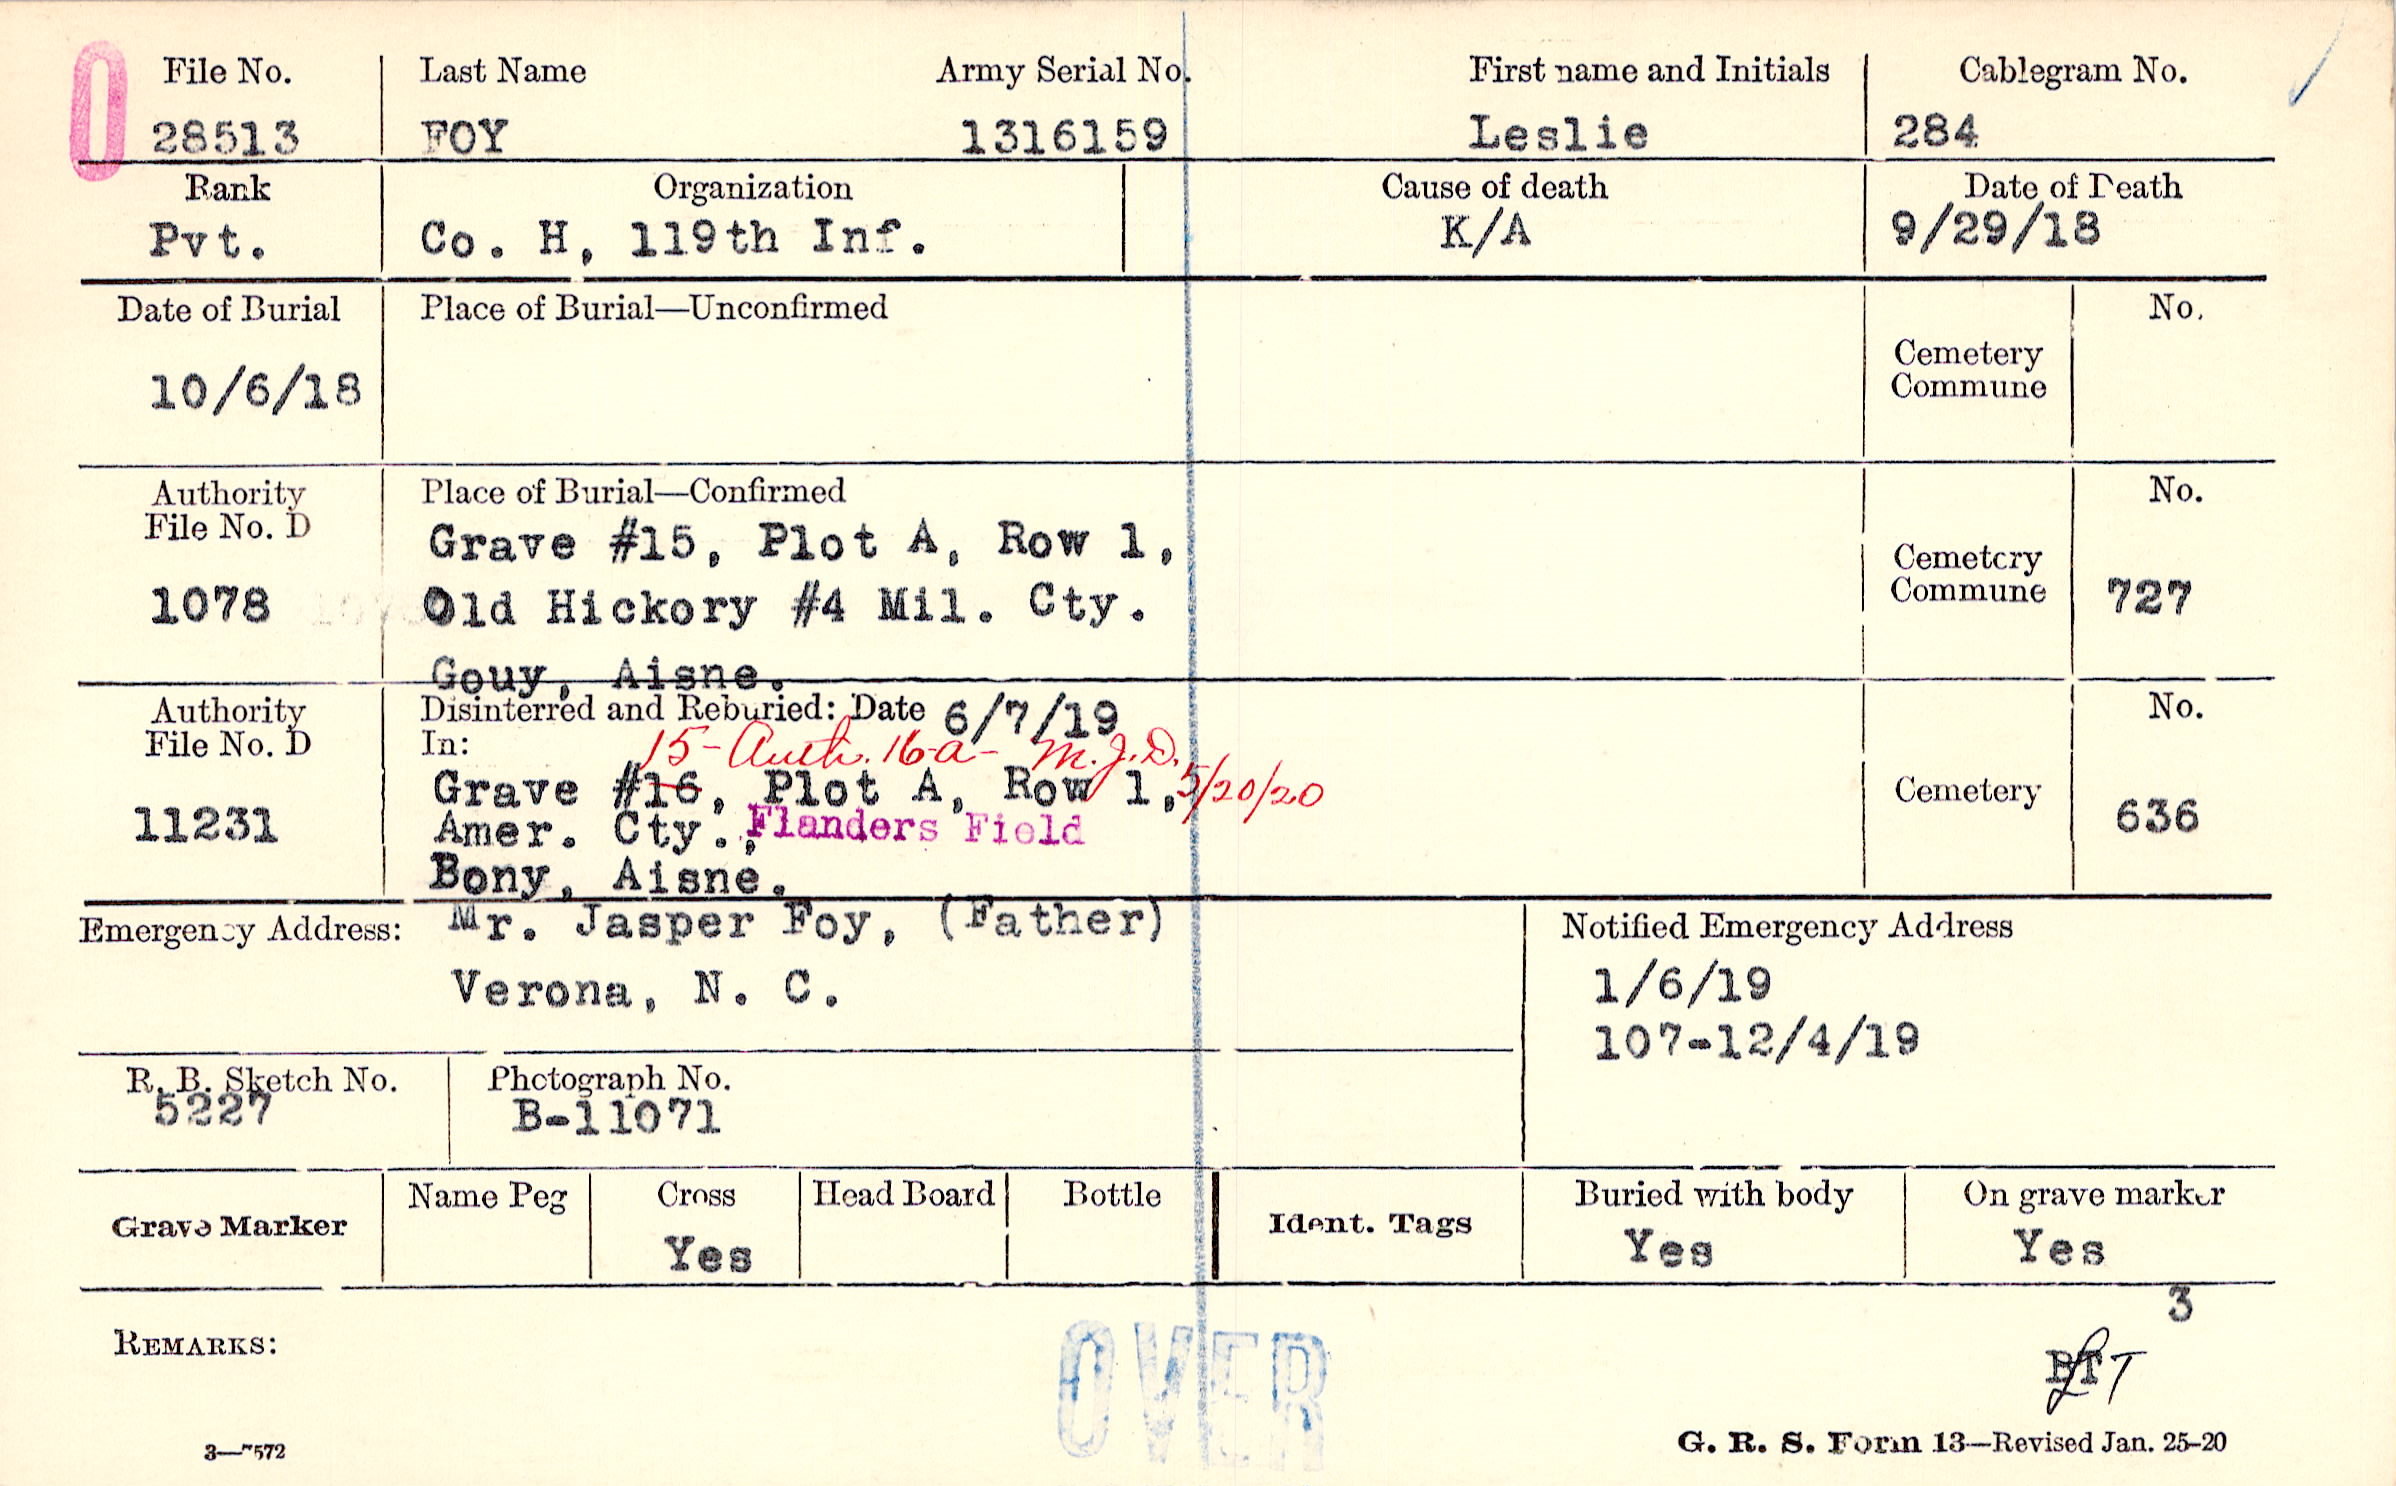 0
File No. Last Name Army Serial No. First name and Initials Cablegram No.
28513 FOY 1316159 Leslie 284
Rank Organization Cause of death Date of Death
Pvt. Co. H, 119th Inf. K/A 9/29/18
Date of Burial Place of Burial—Unconfirmed No.
10/6/18 Cemetery
Commune
Authority Place of Burial—Confirmed No.
File No. D Grave #15, Plot A, Row 1, Cemetery
1078 Old Hickory #4 Mil. Cty. Commune 727
Gouy, Aisne.
Authority Disinterred and Reburied: Date 6/7/19 No.
File No. D In: 15- Auth. 16-a- M.J.D. 5/20/20
Grave #16, Plot A, Row 1, Cemetery
11231 Amer. Cty., Flanders Field 636
Bony, Aisne.
Emergency Address: Mr. Jasper Foy, (Father) Notified Emergency Address
Verona, N. C. 1/6/19
107-12/4/19
R. B. Sketch No. Photograph No.
5227 B-11071
Grave Marker Name Peg Cross Head Board Bottle Ident. Tags Buried with body On grave marker
Yes Yes Yes
3
REMARKS: OVER
3—7572 G. R. S. Form 13—Revised Jan. 25-20